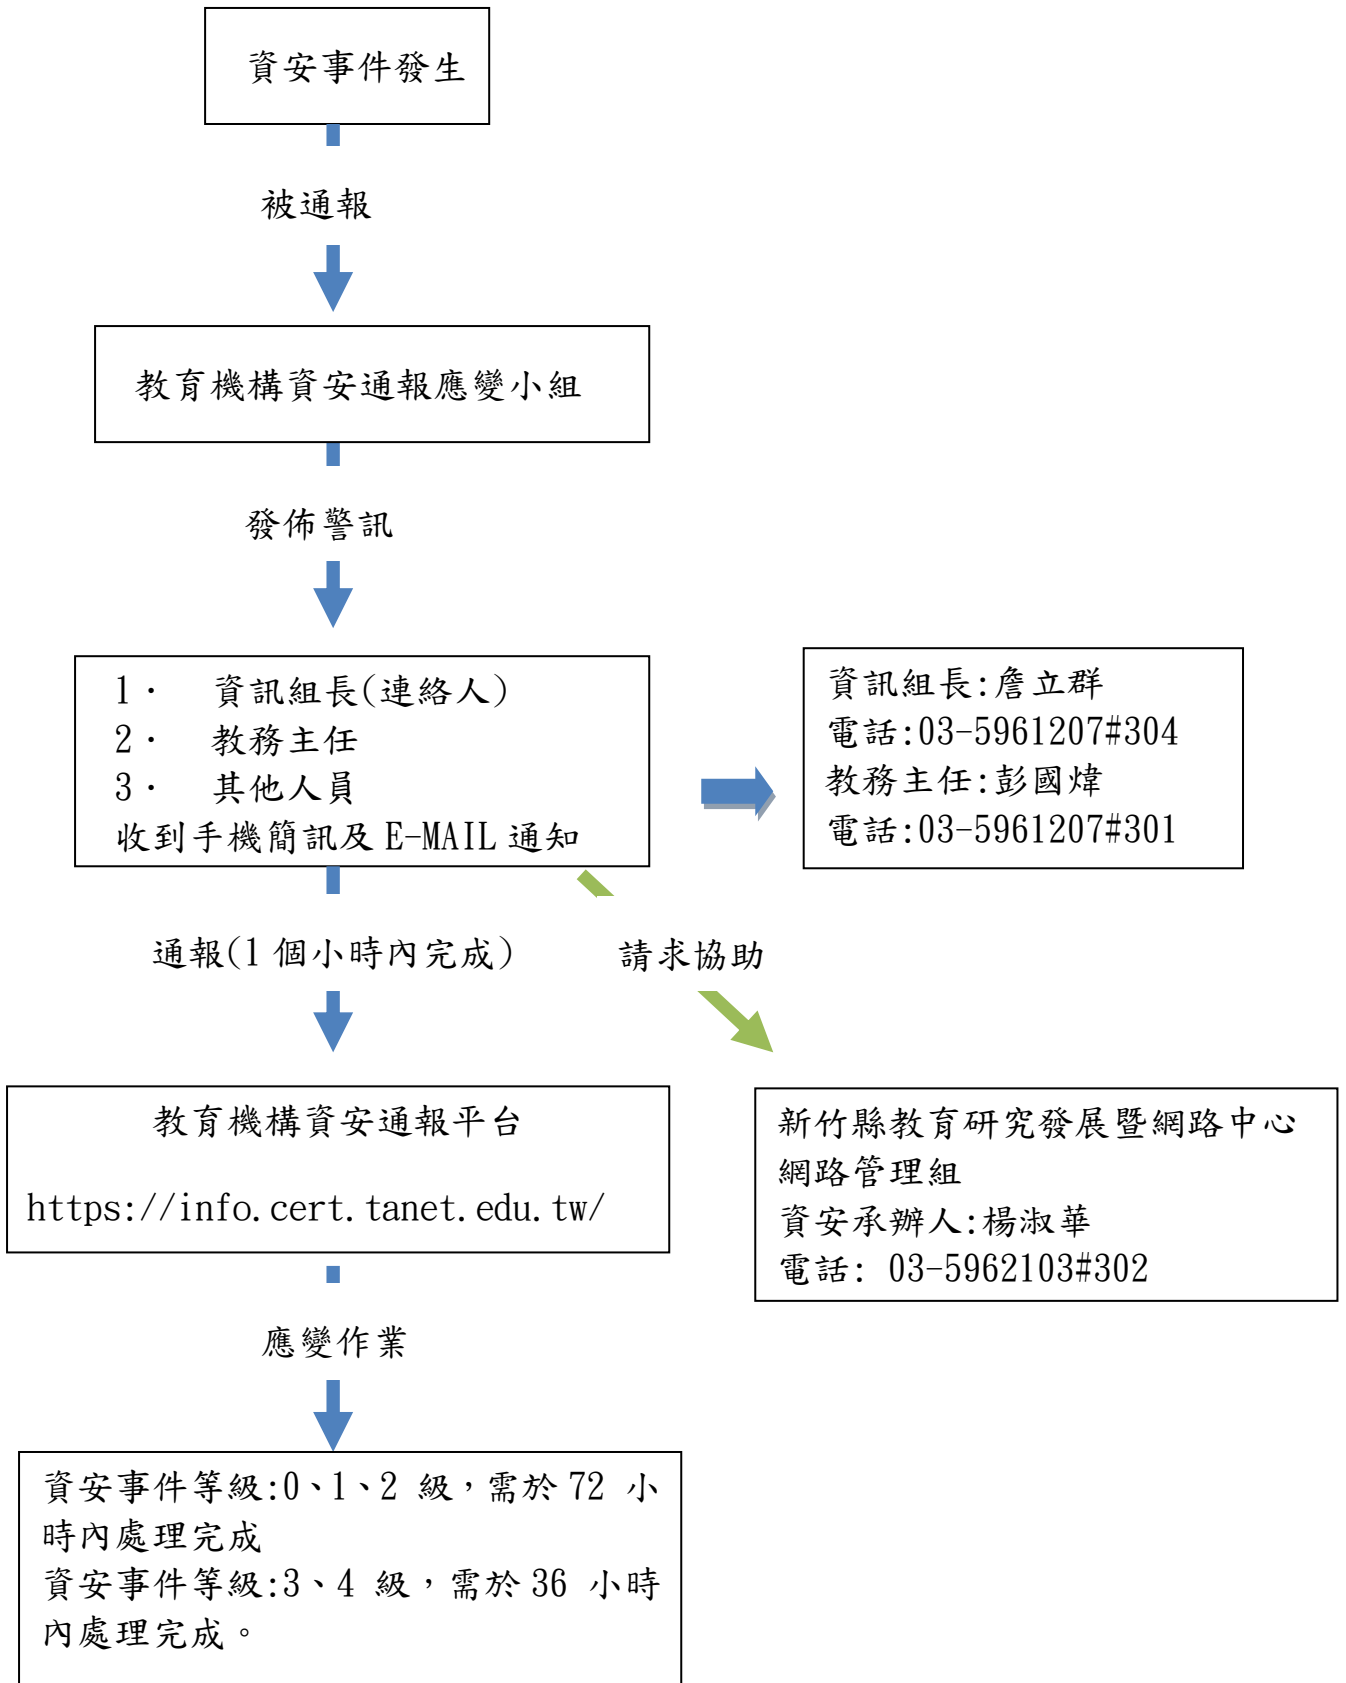 資安事件發生
被通報
教育機構資安通報應變小組
發佈警訊
1. 資訊組長(連絡人)
2. 教務主任
3. 其他人員
收到手機簡訊及 E-MAIL 通知
資訊組長:詹立群
電話:03-5961207#304
教務主任:彭國煒
電話:03-5961207#301
通報(1 個小時內完成)
請求協助
教育機構資安通報平台
https://info.cert.tanet.edu.tw/
新竹縣教育研究發展暨網路中心
網路管理組
資安承辦人:楊淑華
電話: 03-5962103#302
應變作業
資安事件等級:0、1、2 級，需於 72 小
時內處理完成
資安事件等級:3、4 級，需於 36 小時
內處理完成。